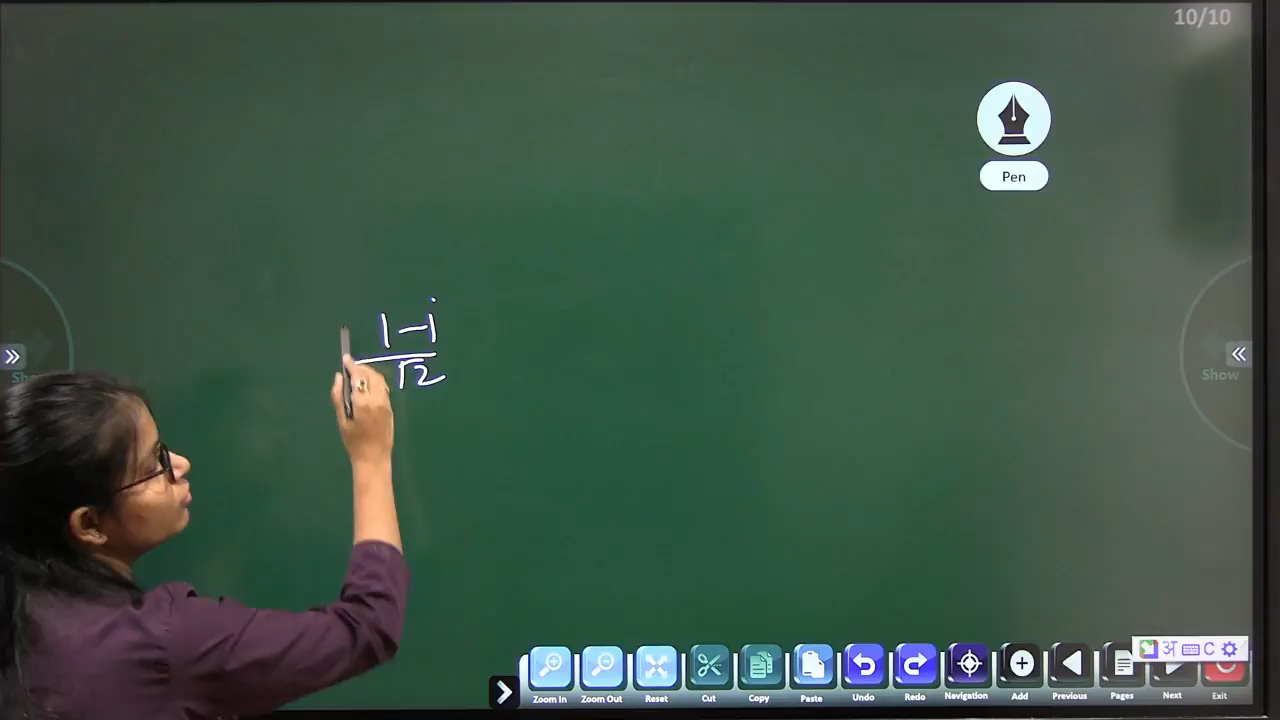 10/10
Pen
1-i
√2
Show
अ C
Zoom In Zoom Out Reset Cut Copy Paste Undo Redo Navigation Add Previous Pages Next Exit